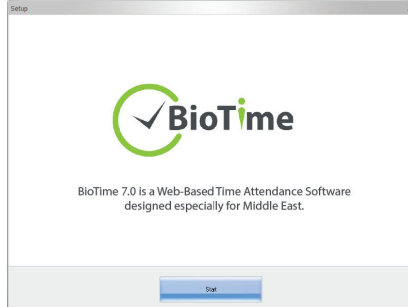 Setup
BioTime
BioTime 7.0 is a Web-Based Time Attendance Software
designed especially for Middle East.
Start